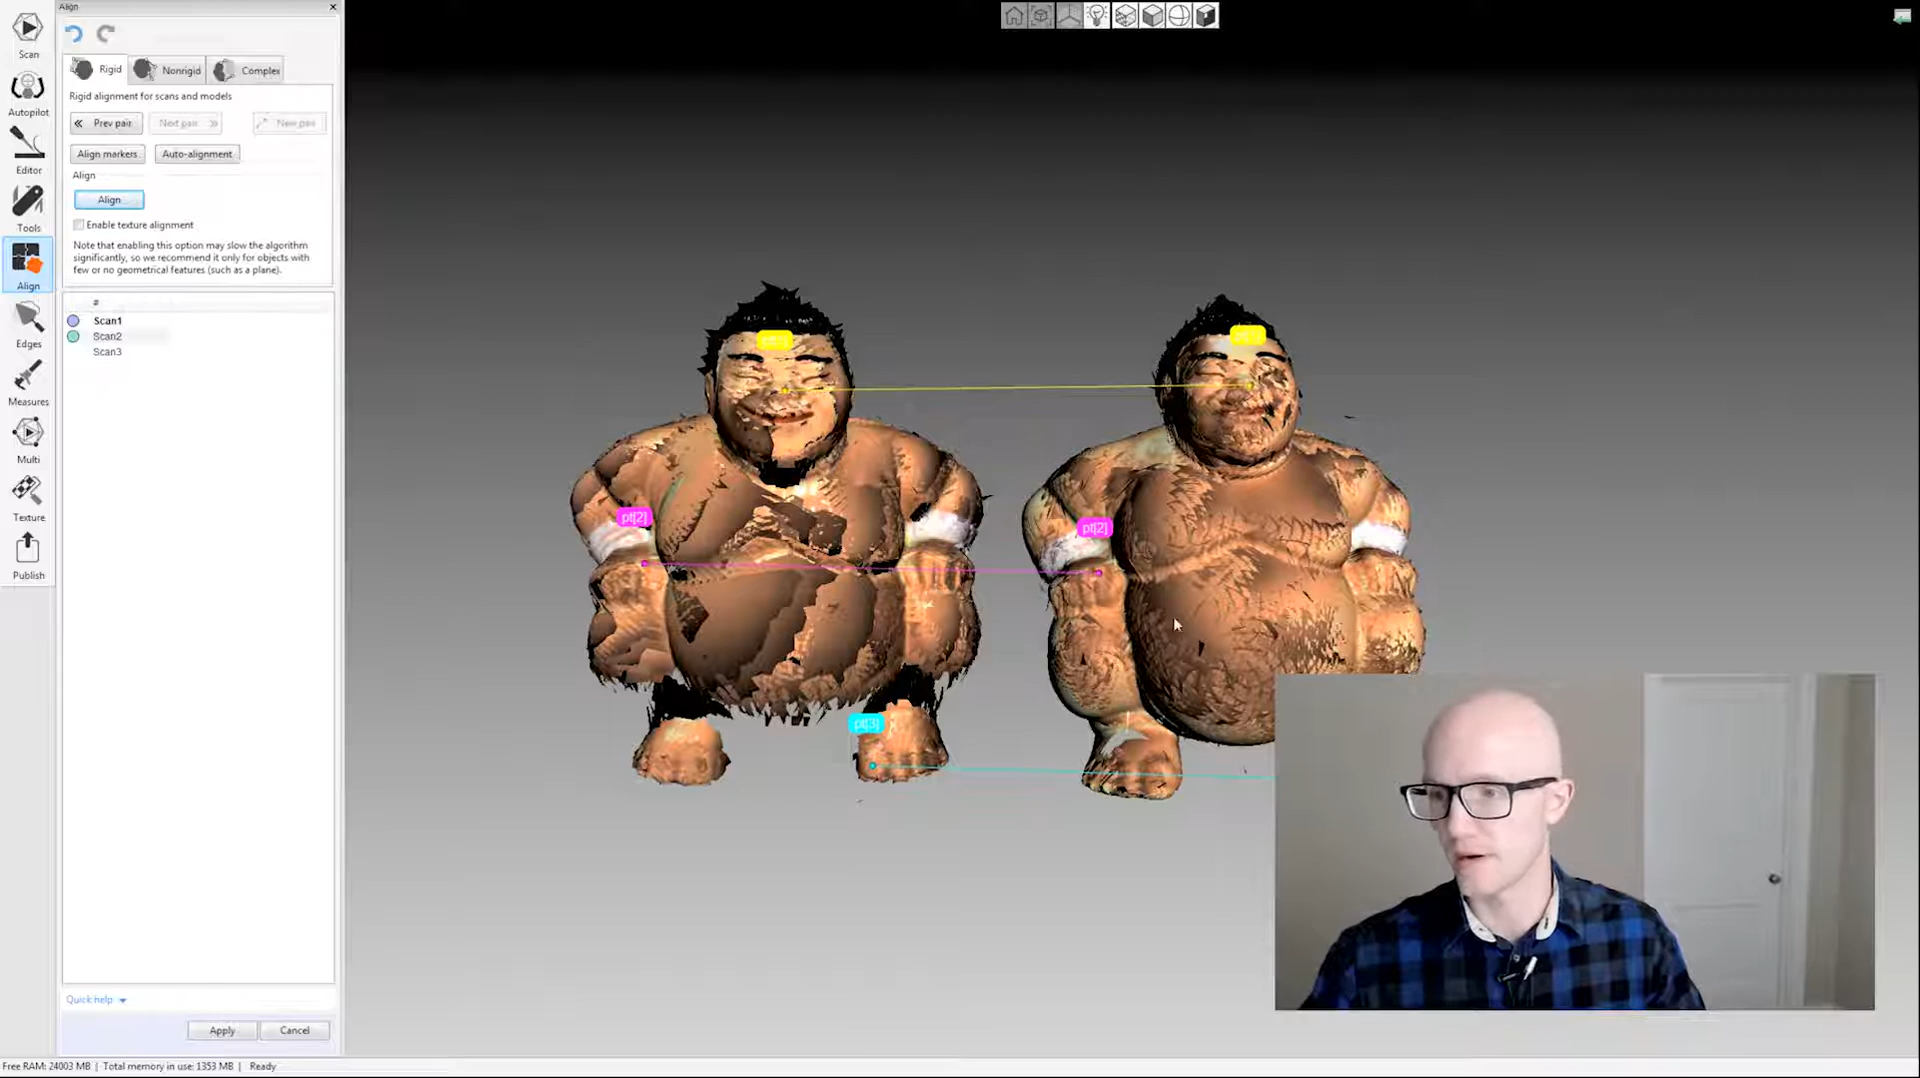 Align
Scan
Autopilot
Editor
Tools
Align
Edges
Measures
Multi
Texture
Publish
Rigid
Nonrigid
Complex
Rigid alignment for scans and models
Prev pair
Next pair
New pair
Align markers
Auto-alignment
Align
Align
Enable texture alignment
Note that enabling this option may slow the algorithm
significantly, so we recommend it only for objects with
few or no geometrical features (such as a plane).
#
Scan1
Scan2
Scan3
pt[2]
pt[2]
pt[3]
Quick help
Apply
Cancel
Free RAM: 24003 MB | Total memory in use: 1353 MB | Ready